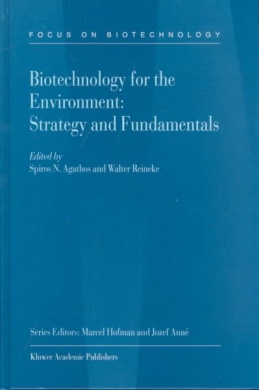 FOCUS ON BIOTECHNOLOGY
Biotechnology for the
Environment:
Strategy and Fundamentals
Edited by
Spiros N. Agathos and Walter Reineke
Series Editors: Marcel Hofman and Jozef Anné
Kluwer Academic Publishers